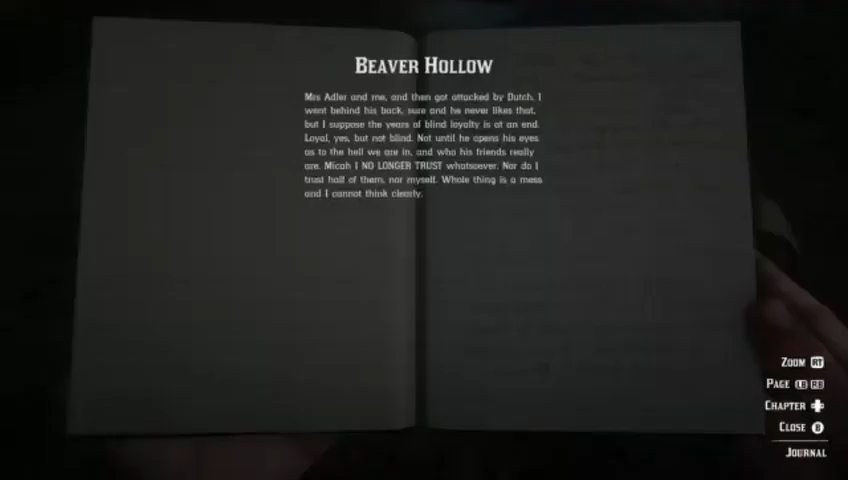 BEAVER HOLLOW
Mrs Adler and me, and then got attacked by Dutch. I
went behind his back, sure and he never likes that,
but I suppose the years of blind loyalty is at an end.
Loyal, yes, but not blind. Not until he opens his eyes
as to the hell we are in, and who his friends really
are. Micah I NO LONGER TRUST whatsoever. Nor do I
trust half of them, nor myself. Whole thing is a mess
and I cannot think clearly.
ZOOM RT
PAGE LB RB
CHAPTER
CLOSE B
JOURNAL